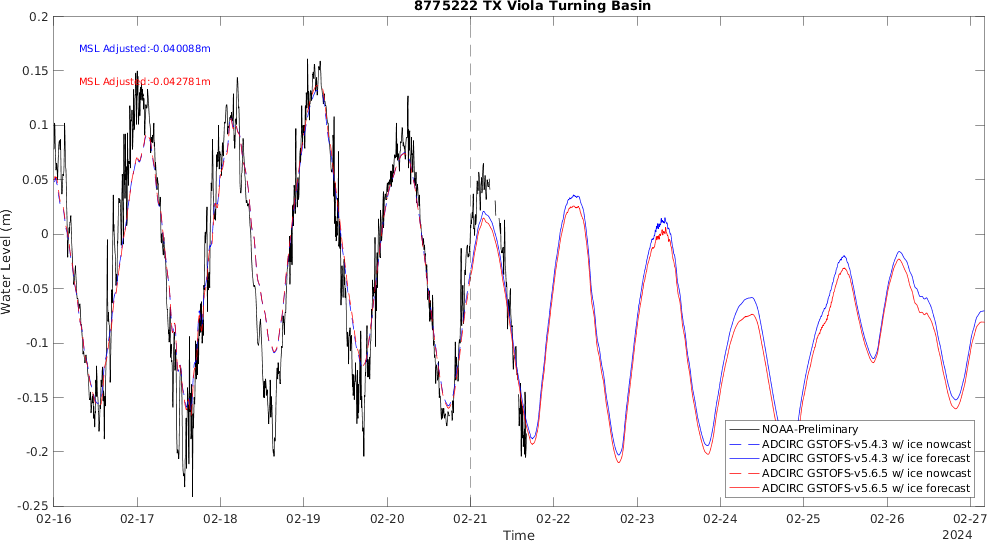 8775222 TX Viola Turning Basin
MSL Adjusted:-0.040088m
MSL Adjusted:-0.042781m
Water Level (m)
0.2
0.15
0.1
0.05
0
-0.05
-0.1
-0.15
-0.2
-0.25
NOAA-Preliminary
ADCIRC GSTOFS-v5.4.3 w/ ice nowcast
ADCIRC GSTOFS-v5.4.3 w/ ice forecast
ADCIRC GSTOFS-v5.6.5 w/ ice nowcast
ADCIRC GSTOFS-v5.6.5 w/ ice forecast
02-16 02-17 02-18 02-19 02-20 02-21 02-22 02-23 02-24 02-25 02-26 02-27
Time
2024